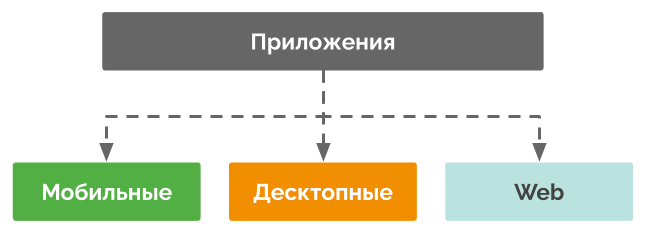 Приложения
Мобильные
Десктопные
Web